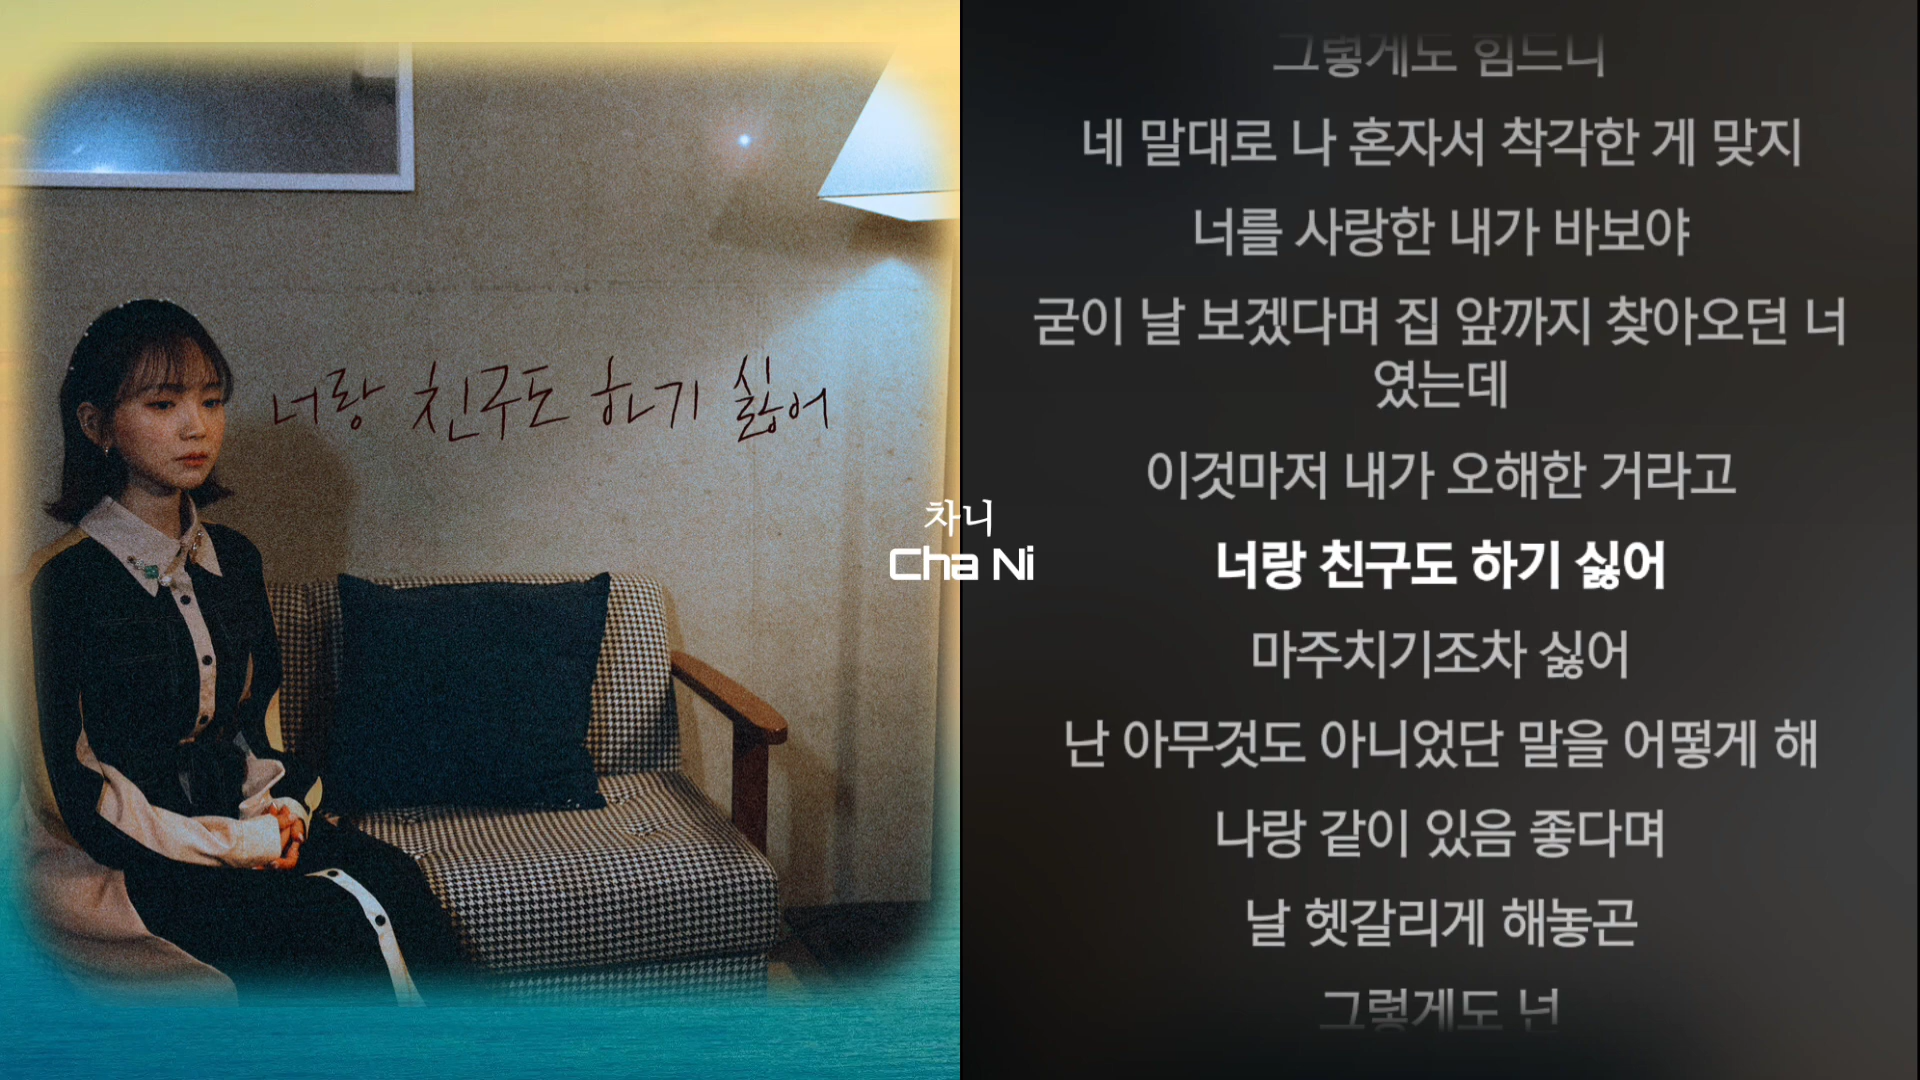 너랑 친구도 하기 싫어
차니
Cha Ni
그렇게도 힘드니
네 말대로 나 혼자서 착각한 게 맞지
너를 사랑한 내가 바보야
굳이 날 보겠다며 집 앞까지 찾아오던 너
였는데
이것마저 내가 오해한 거라고
너랑 친구도 하기 싫어
마주치기조차 싫어
난 아무것도 아니었단 말을 어떻게 해
나랑 같이 있음 좋다며
날 헷갈리게 해놓곤
그렇게도 넌